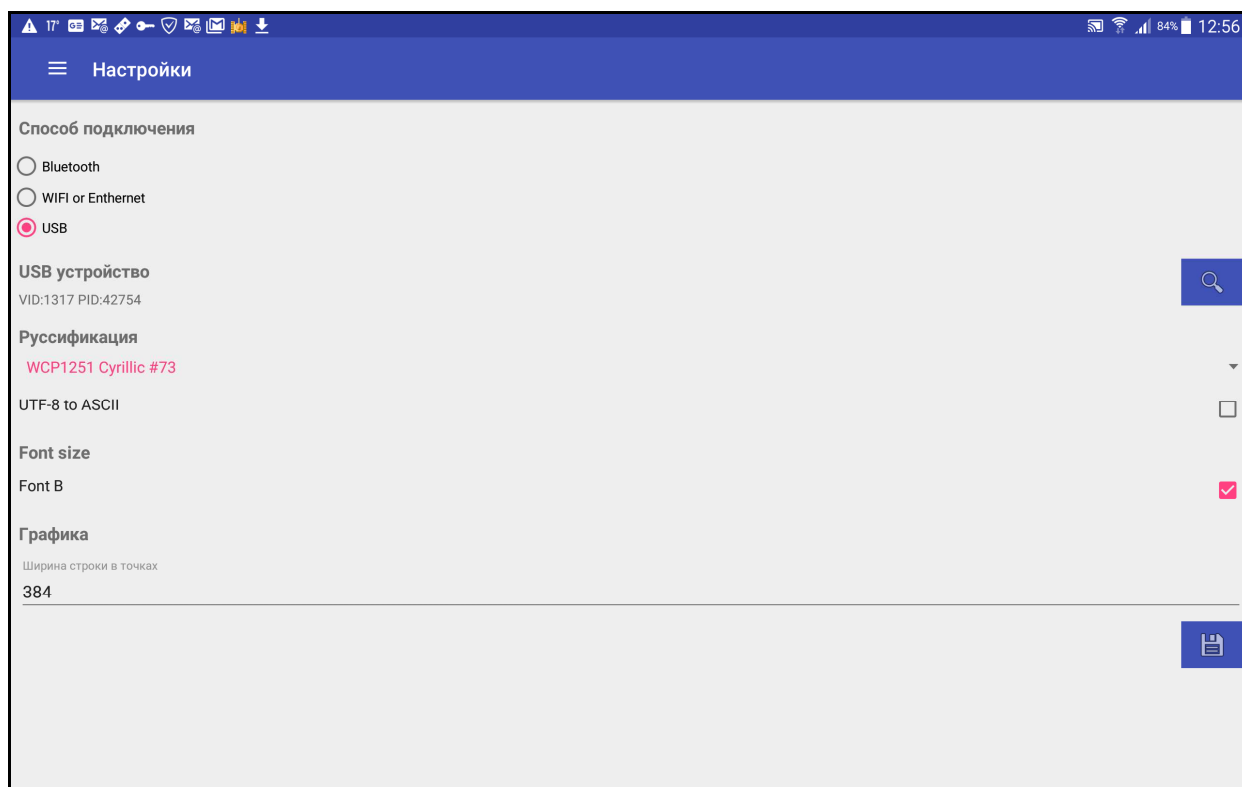 17° GE 84% 12:56
Настройки
Способ подключения
Bluetooth
WIFI or Enthernet
USB
USB устройство
VID:1317 PID:42754
Руссификация
WCP1251 Cyrillic #73
UTF-8 to ASCII
Font size
Font B
Графика
Ширина строки в точках
384